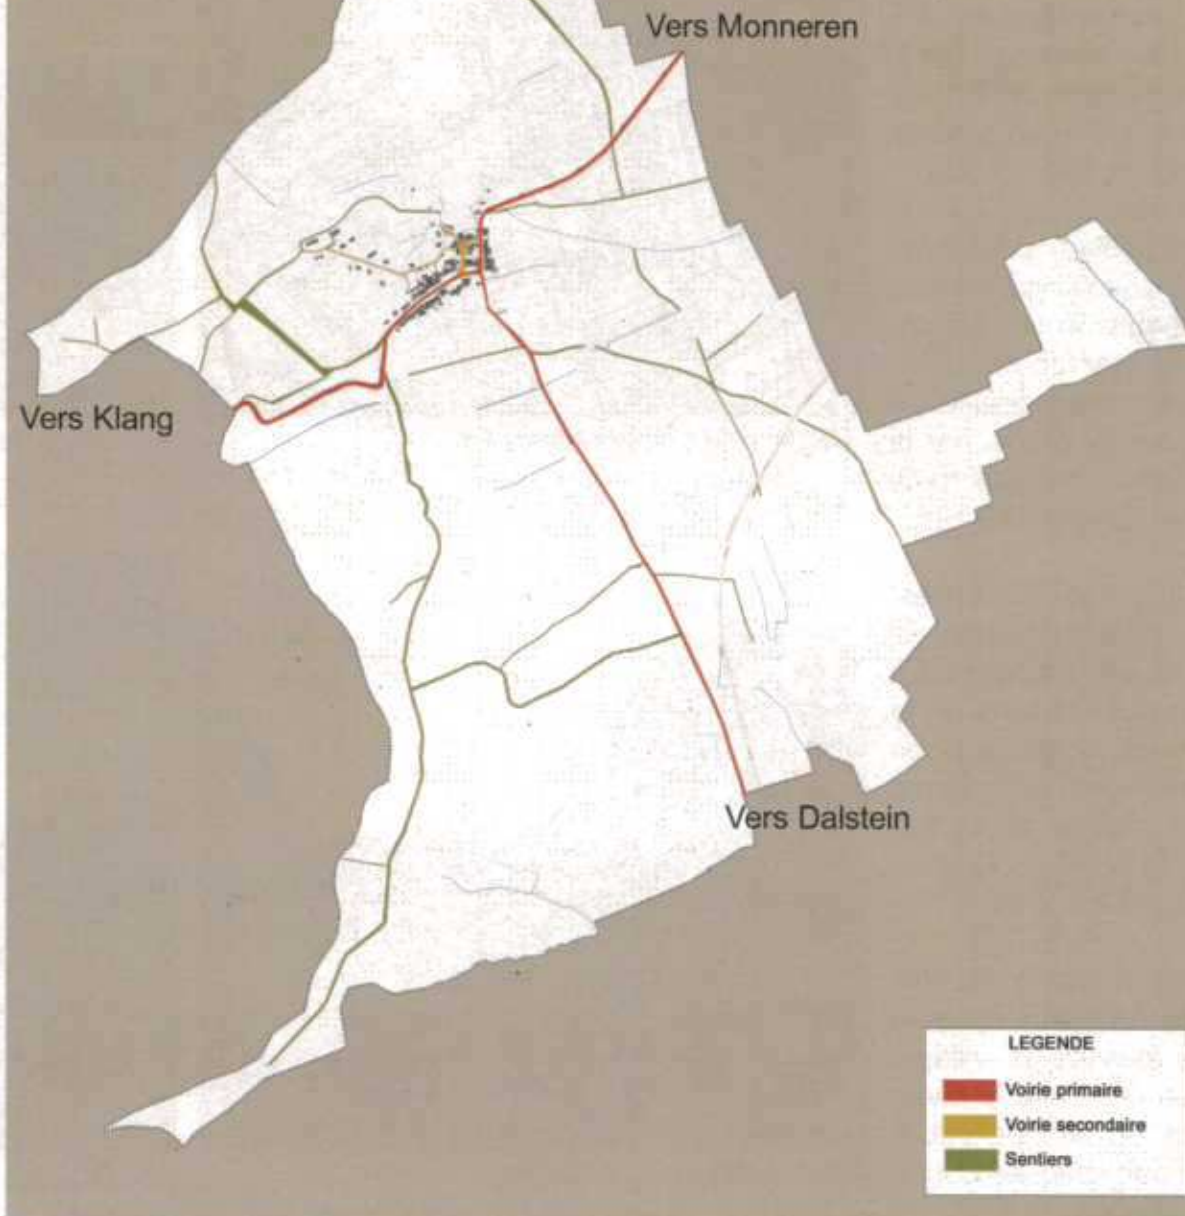 Vers Monneren
Vers Klang
Vers Dalstein
LEGENDE
Voirie primaire
Voirie secondaire
Sentiers